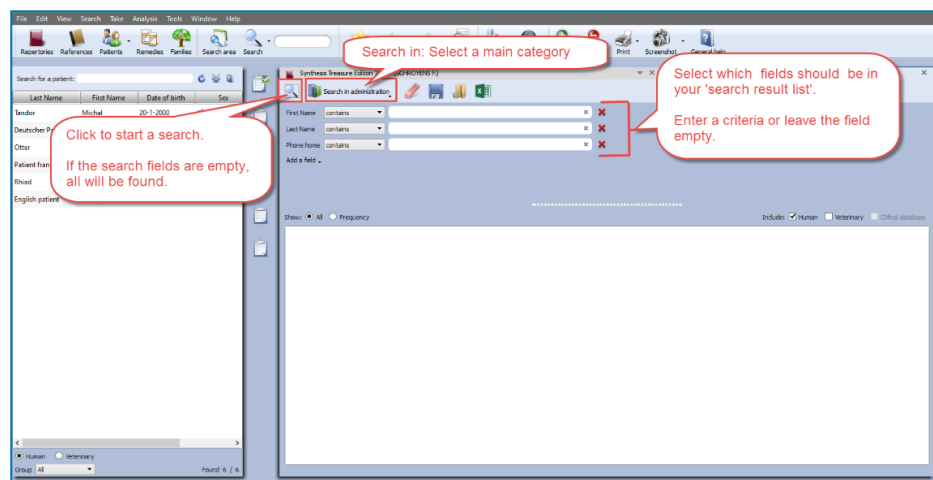 File Edit View Search Take Analysis Tools Window Help
Repertories References Patients Remedies Families Search area Search
Print Screenshot General help
Search in: Select a main category
Select which fields should be in
your 'search result list'.
Enter a criteria or leave the field
empty.
Search for a patient:
Synthesis Treasure Edition
Search in administration
Last Name First Name Date of birth Sex
Tandor Michal 20-1-2000
Deutscher
Otter
Patient fran
Rhiad
English patient
Click to start a search.
If the search fields are empty,
all will be found.
First Name contains
Last Name contains
Phone home contains
Add a field
Show: All Frequency
Include: Human Veterinary Clificol database
Human Veterinary
Group All Found 6 / 6